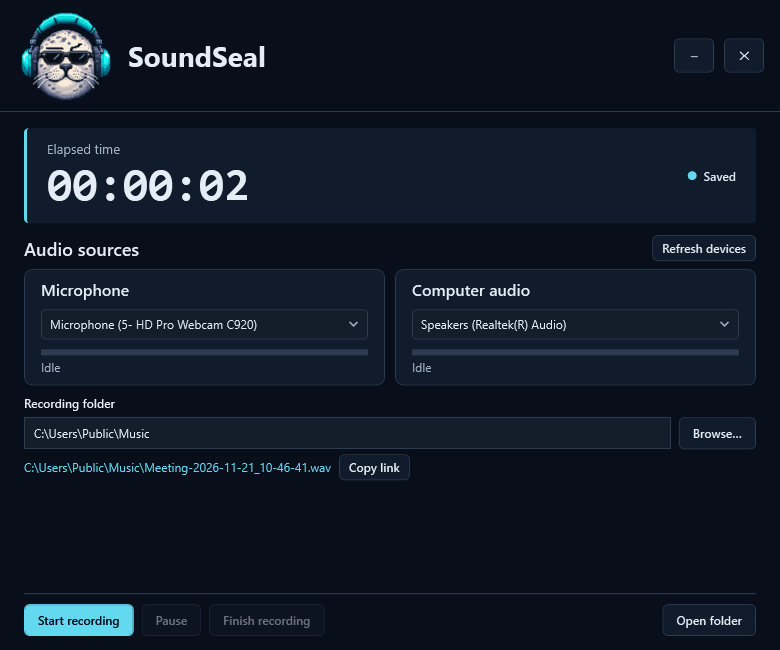 SoundSeal
Elapsed time
00:00:02
Saved
Audio sources
Refresh devices
Microphone
Microphone (5- HD Pro Webcam C920)
Idle
Computer audio
Speakers (Realtek(R) Audio)
Idle
Recording folder
C:\Users\Public\Music
Browse...
C:\Users\Public\Music\Meeting-2026-11-21_10-46-41.wav
Copy link
Start recording
Pause
Finish recording
Open folder